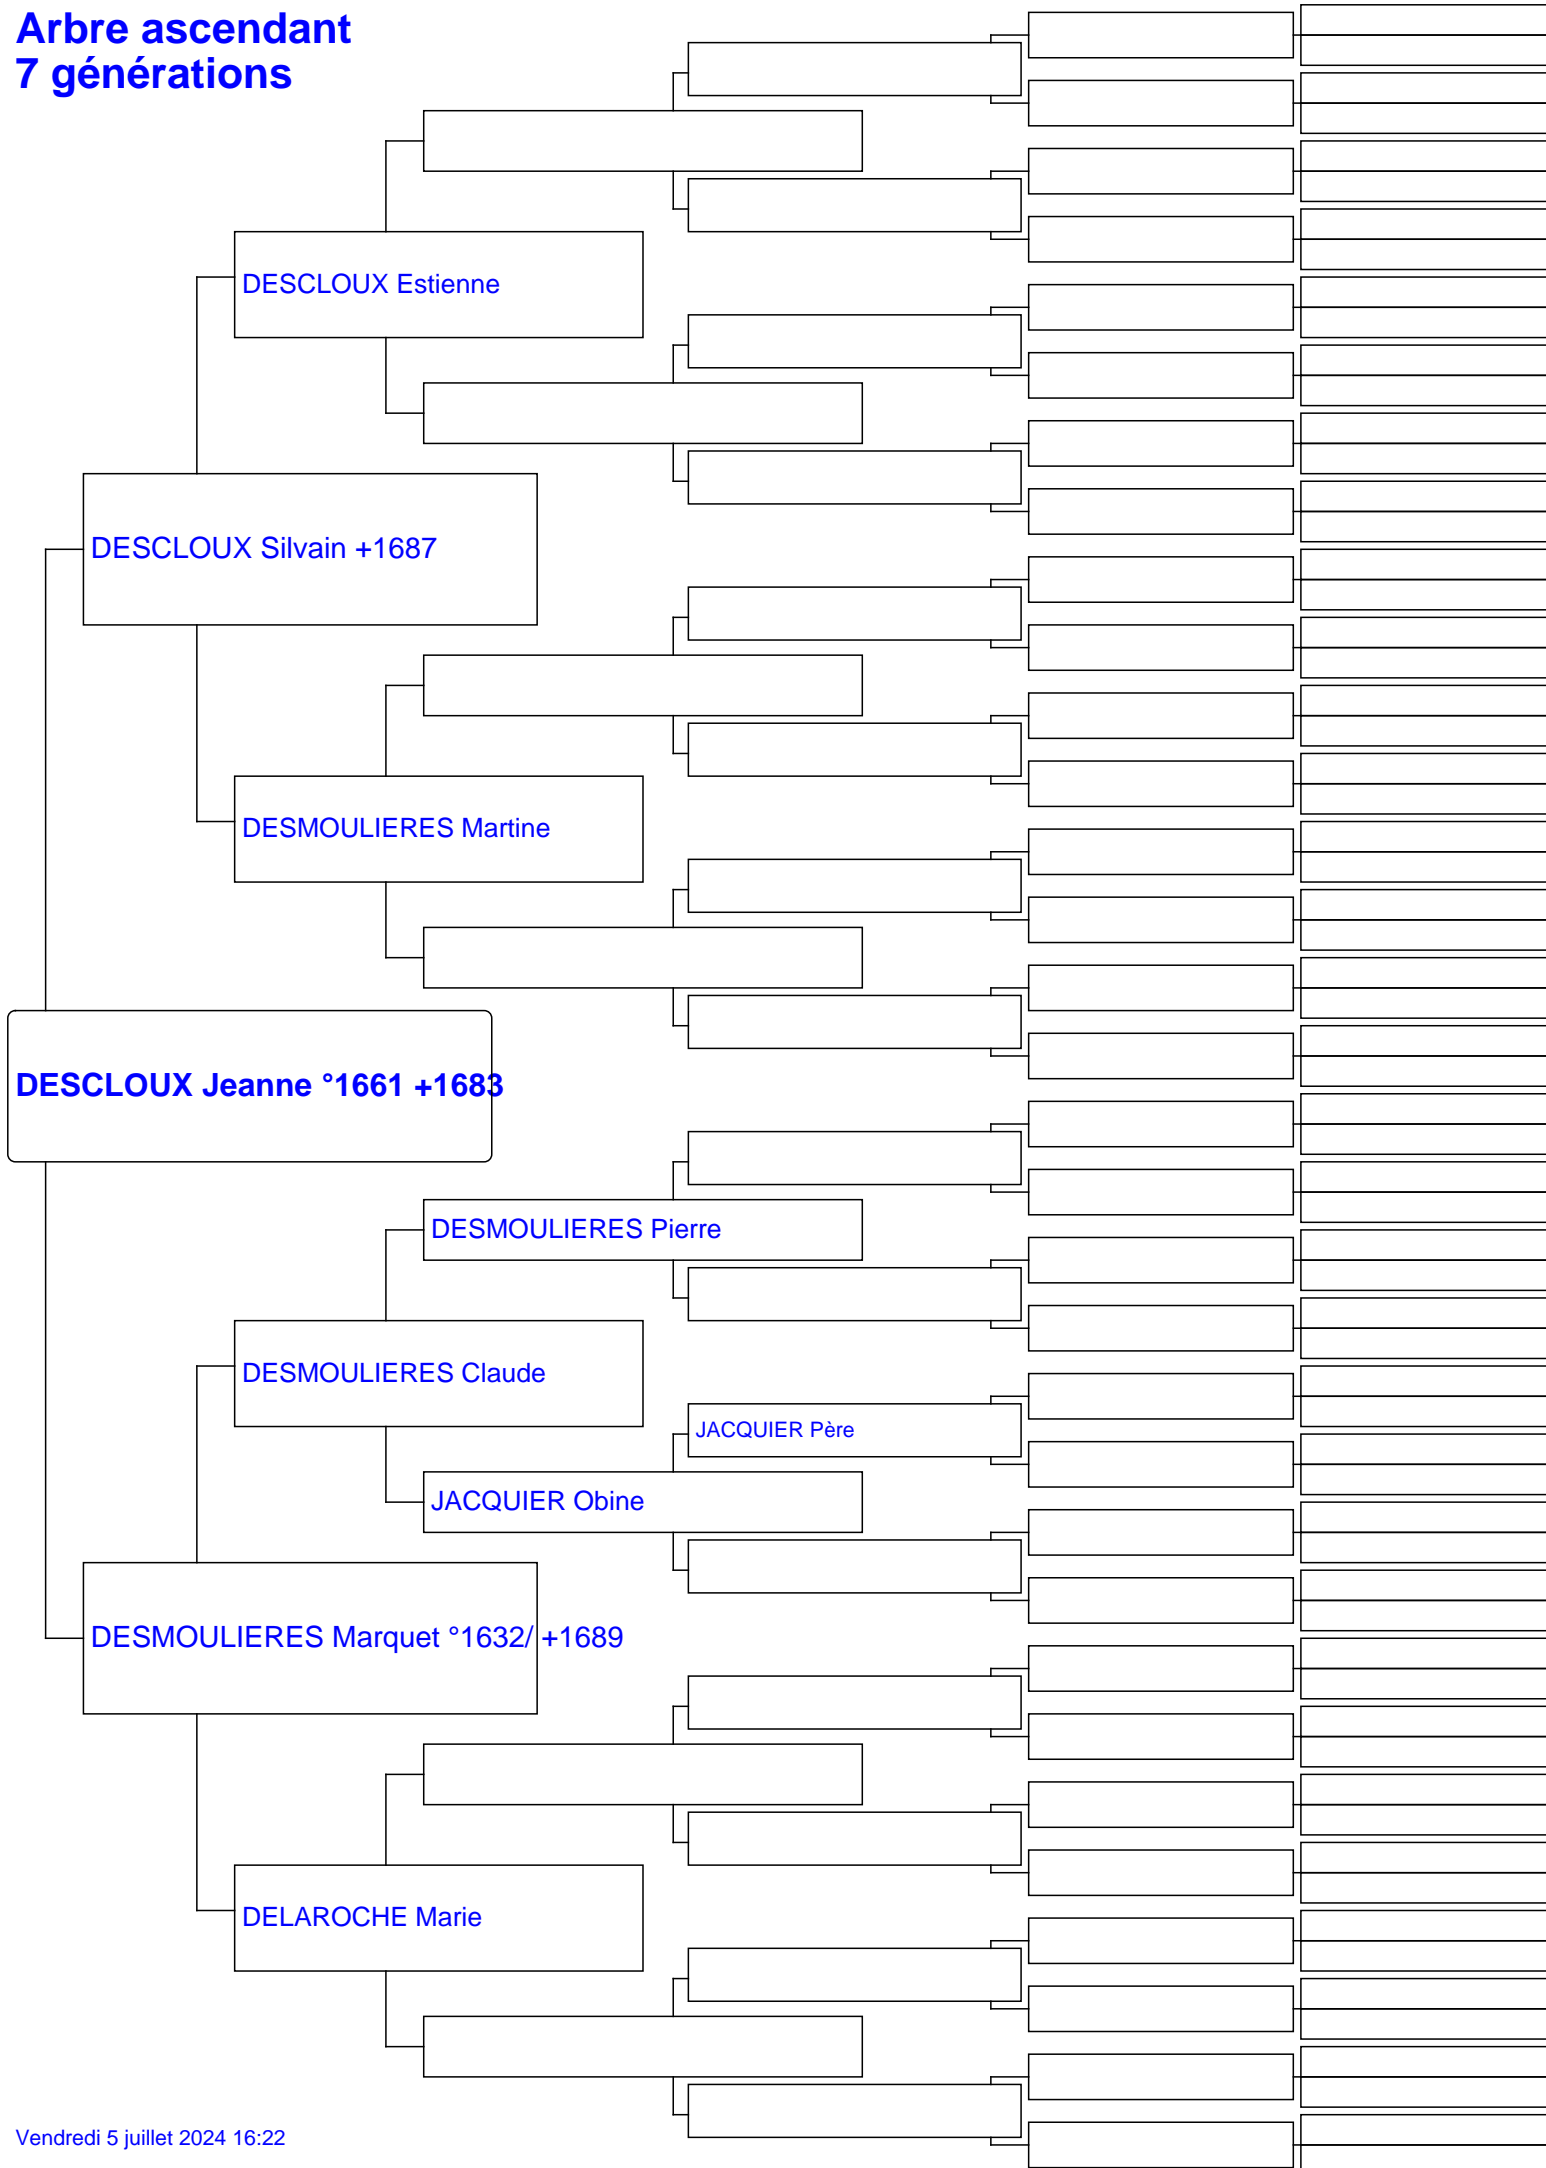 Arbre ascendant
7 générations
DESCLOUX Estienne
DESCLOUX Silvain +1687
DESMOULIERES Martine
DESCLOUX Jeanne °1661 +1683
DESMOULIERES Pierre
DESMOULIERES Claude
JACQUIER Père
JACQUIER Obine
DESMOULIERES Marquet °1632/ +1689
DELAROCHE Marie
Vendredi 5 juillet 2024 16:22